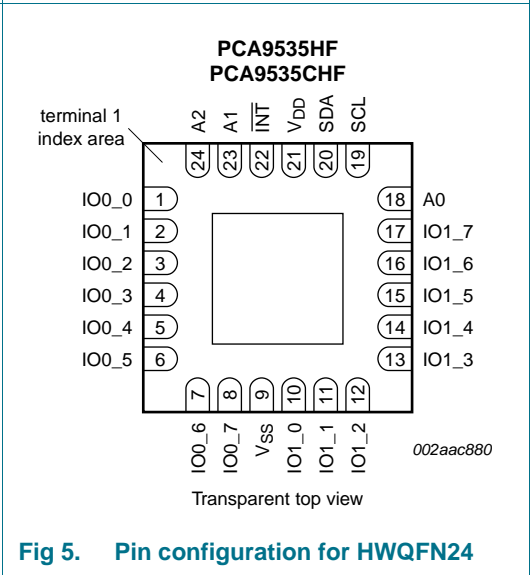 PCA9535HF
PCA9535CHF
terminal 1
index area
A2
A1
INT
VDD
SDA
SCL
24
23
22
21
20
19
IO0_0 1
IO0_1 2
IO0_2 3
IO0_3 4
IO0_4 5
IO0_5 6
18 A0
17 IO1_7
16 IO1_6
15 IO1_5
14 IO1_4
13 IO1_3
7
8
9
10
11
12
IO0_6
IO0_7
VSS
IO1_0
IO1_1
IO1_2
002aac880
Transparent top view
Fig 5. Pin configuration for HWQFN24